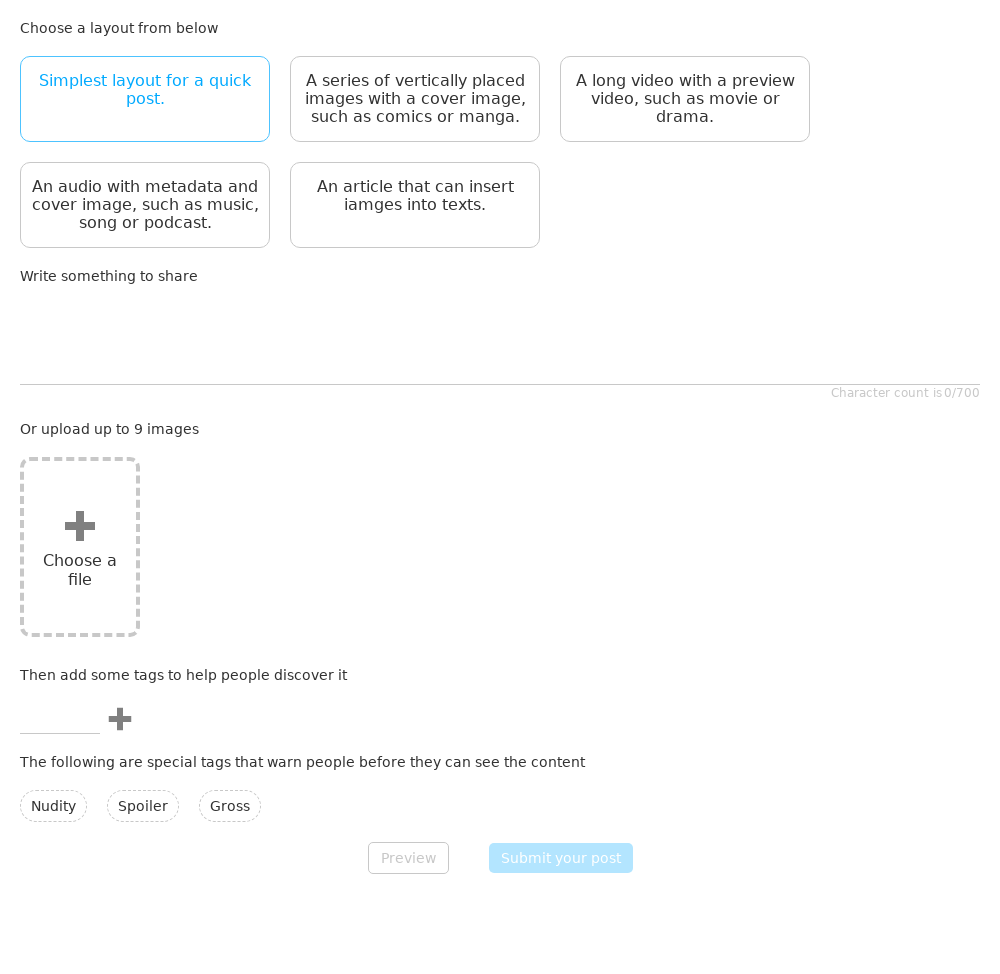 Choose a layout from below
Simplest layout for a quick
post.
A series of vertically placed
images with a cover image,
such as comics or manga.
A long video with a preview
video, such as movie or
drama.
An audio with metadata and
cover image, such as music,
song or podcast.
An article that can insert
iamges into texts.
Write something to share
Character count is 0/700
Or upload up to 9 images
Choose a
file
Then add some tags to help people discover it
The following are special tags that warn people before they can see the content
Nudity Spoiler Gross
Preview Submit your post